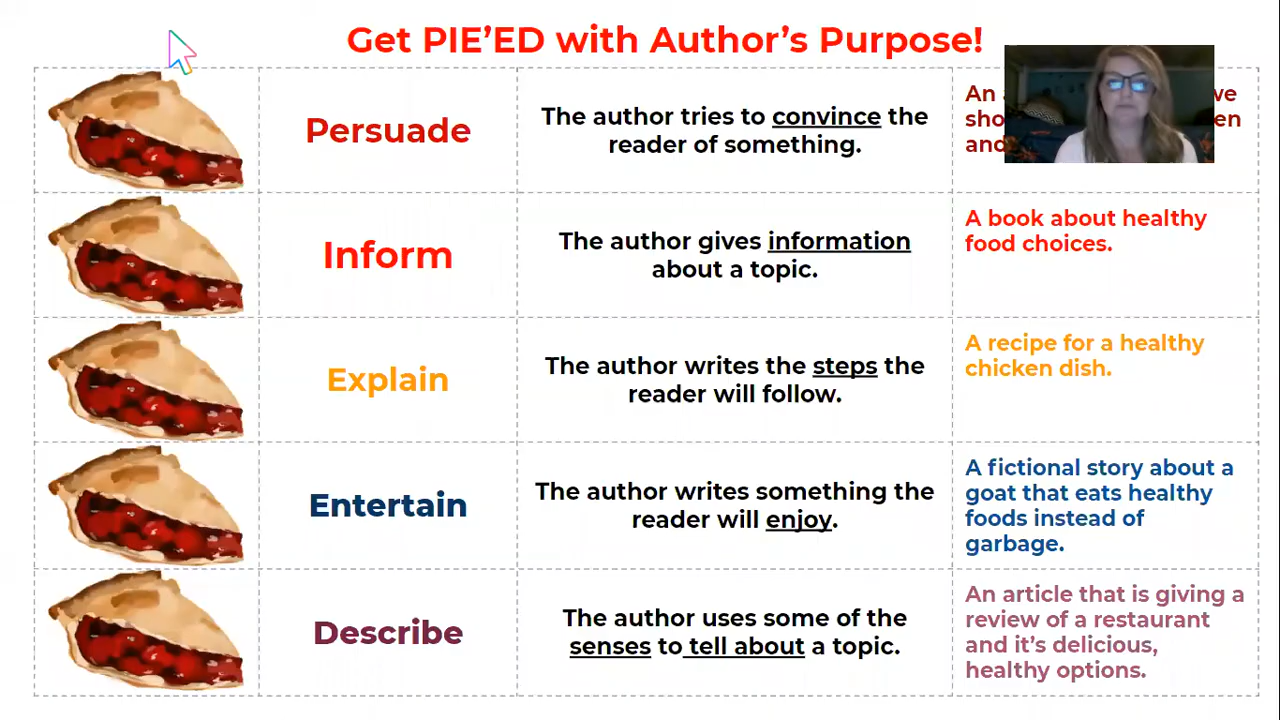 Get PIE’ED with Author’s Purpose!
Persuade
The author tries to convince the
reader of something.
An
we
and
Inform
The author gives information
about a topic.
A book about healthy
food choices.
Explain
The author writes the steps the
reader will follow.
A recipe for a healthy
chicken dish.
Entertain
The author writes something the
reader will enjoy.
A fictional story about a
goat that eats healthy
foods instead of
garbage.
Describe
The author uses some of the
senses to tell about a topic.
An article that is giving a
review of a restaurant
and it’s delicious,
healthy options.